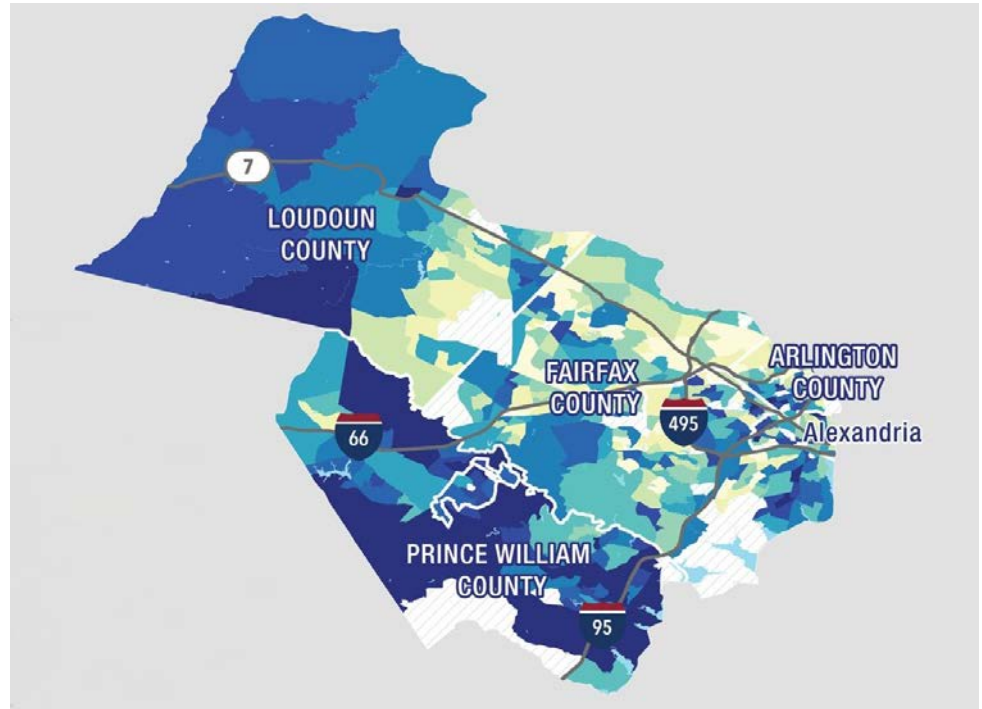 7
LOUDOUN
COUNTY
FAIRFAX
COUNTY
ARLINGTON
COUNTY
495
Alexandria
66
PRINCE WILLIAM
COUNTY
95